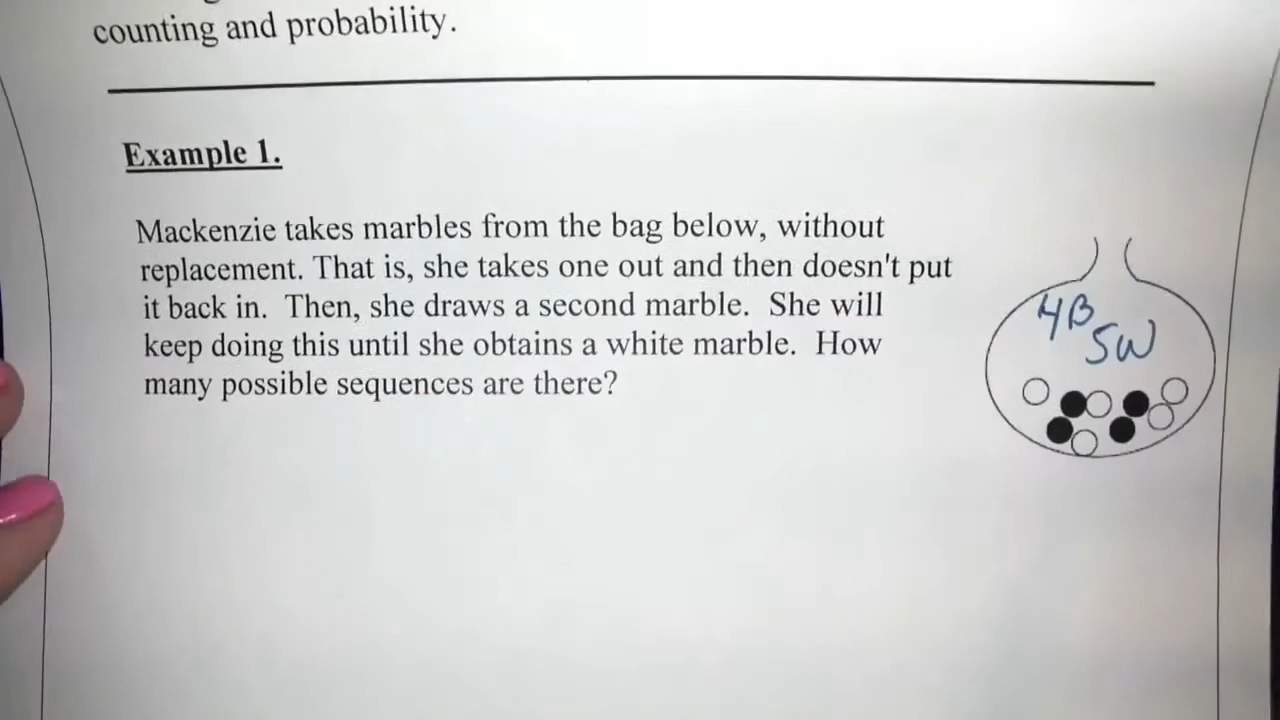 counting and probability.
Example 1.
Mackenzie takes marbles from the bag below, without
replacement. That is, she takes one out and then doesn't put
it back in. Then, she draws a second marble. She will
keep doing this until she obtains a white marble. How
many possible sequences are there?
4B
5W